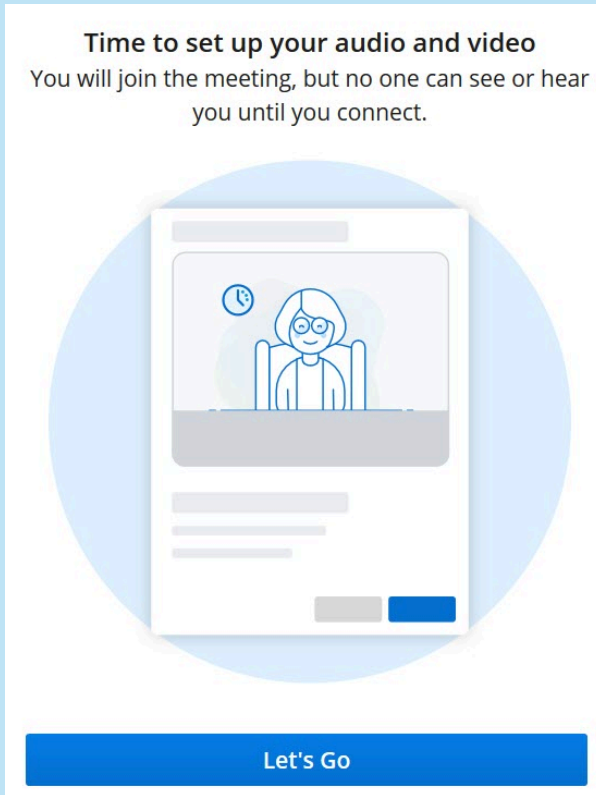 Time to set up your audio and video
You will join the meeting, but no one can see or hear
you until you connect.
Let's Go